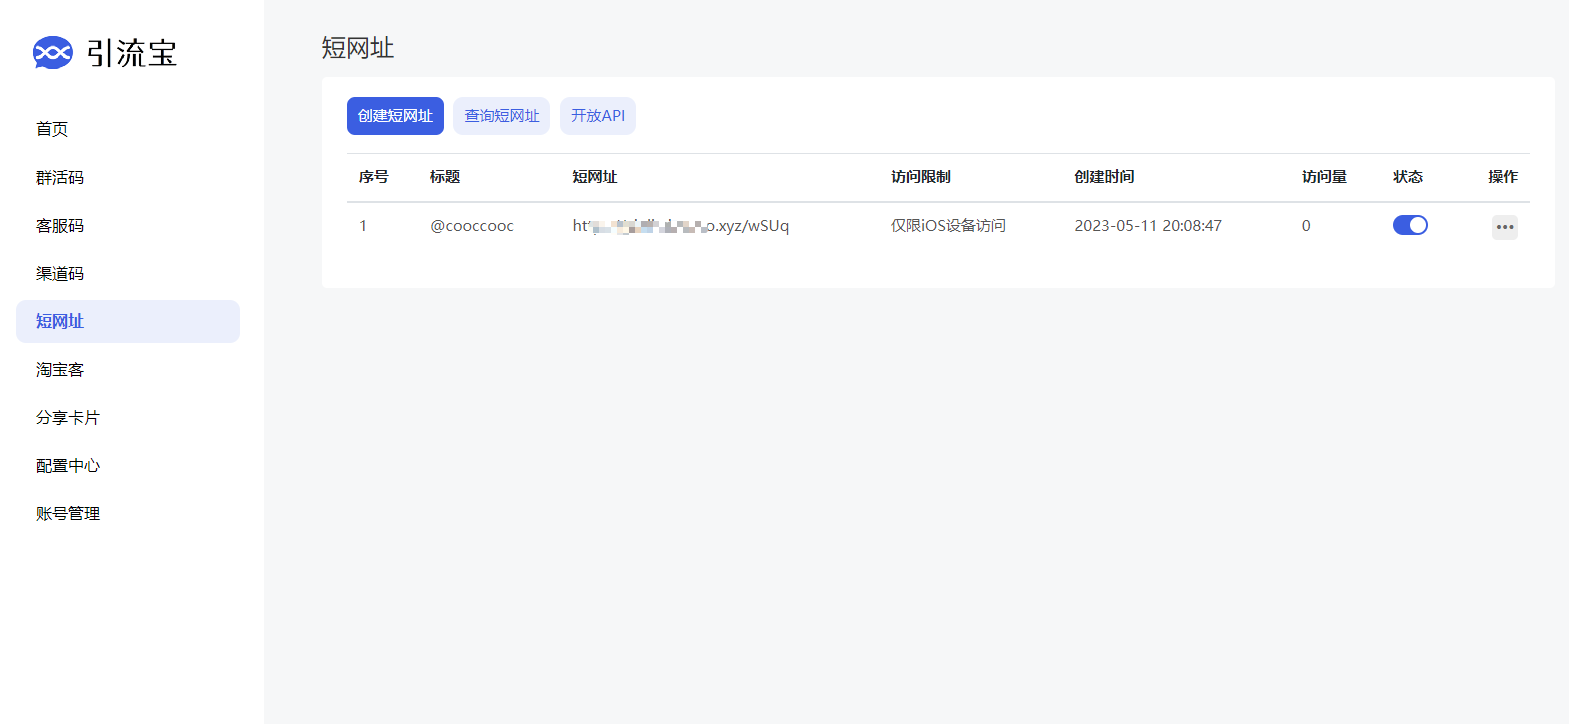 引流宝
首页
群活码
客服码
渠道码
短网址
淘宝客
分享卡片
配置中心
账号管理
短网址
创建短网址 查询短网址 开放API
序号 标题 短网址 访问限制 创建时间 访问量 状态 操作
1 @cooccooc o.xyz/wSUq 仅限iOS设备访问 2023-05-11 20:08:47 0